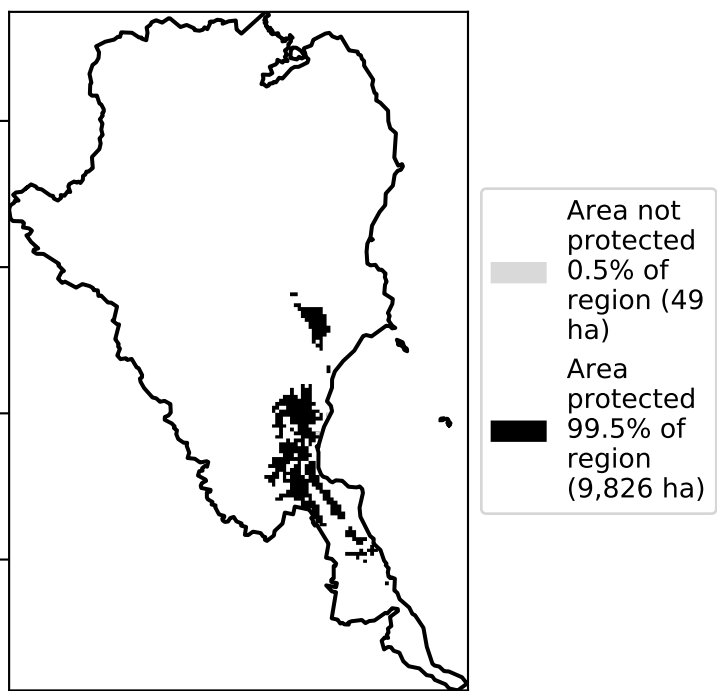 Area not
protected
0.5% of
region (49
ha)
Area
protected
99.5% of
region
(9,826 ha)